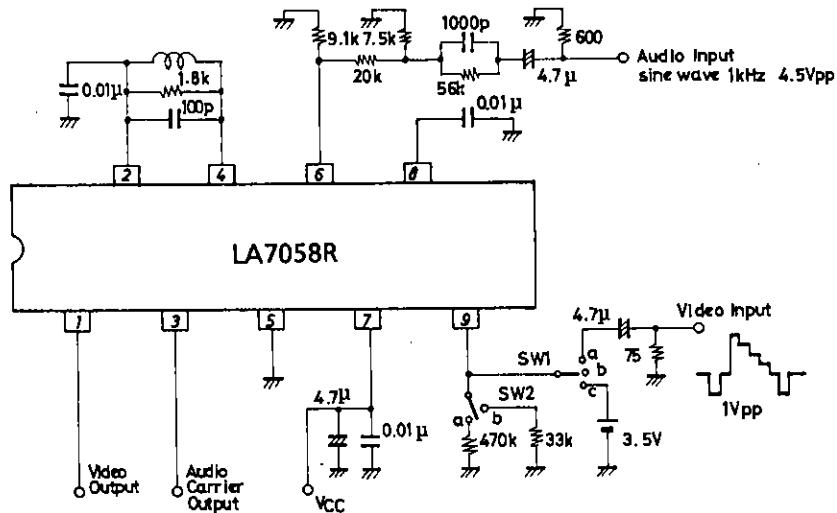 9.1k 7.5k
1000p
600
Audio Input
sine wave 1kHz 4.5Vpp
20k
56k
4.7μ
0.01μ
1.8k
100p
0.01μ
2
4
6
8
LA7058R
1
3
5
7
9
4.7μ
Video Input
75
SW1
a
b
c
1Vpp
SW2
a
b
470k
33k
3.5V
4.7μ
0.01μ
Video
Output
Audio
Carrier
Output
VCC